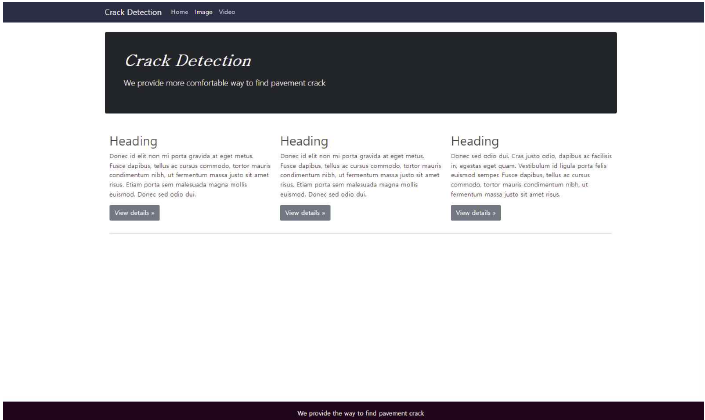 Crack Detection Home Image Video
Crack Detection
We provide more comfortable way to find pavement crack
Heading
Donec id elit non mi porta gravida at eget metus.
Fusce dapibus, tellus ac cursus commodo, tortor mauris
condimentum nibh, ut fermentum massa justo sit amet
risus. Etiam porta sem malesuada magna mollis
euismod. Donec sed odio dui.
View details »
Heading
Donec id elit non mi porta gravida at eget metus.
Fusce dapibus, tellus ac cursus commodo, tortor mauris
condimentum nibh, ut fermentum massa justo sit amet
risus. Etiam porta sem malesuada magna mollis
euismod. Donec sed odio dui.
View details »
Heading
Donec sed odio dui. Cras justo odio, dapibus ac facilisis
in, egestas eget quam. Vestibulum id ligula porta felis
euismod semper. Fusce dapibus, tellus ac cursus
commodo, tortor mauris condimentum nibh, ut
fermentum massa justo sit amet risus.
View details »
We provide the way to find pavement crack